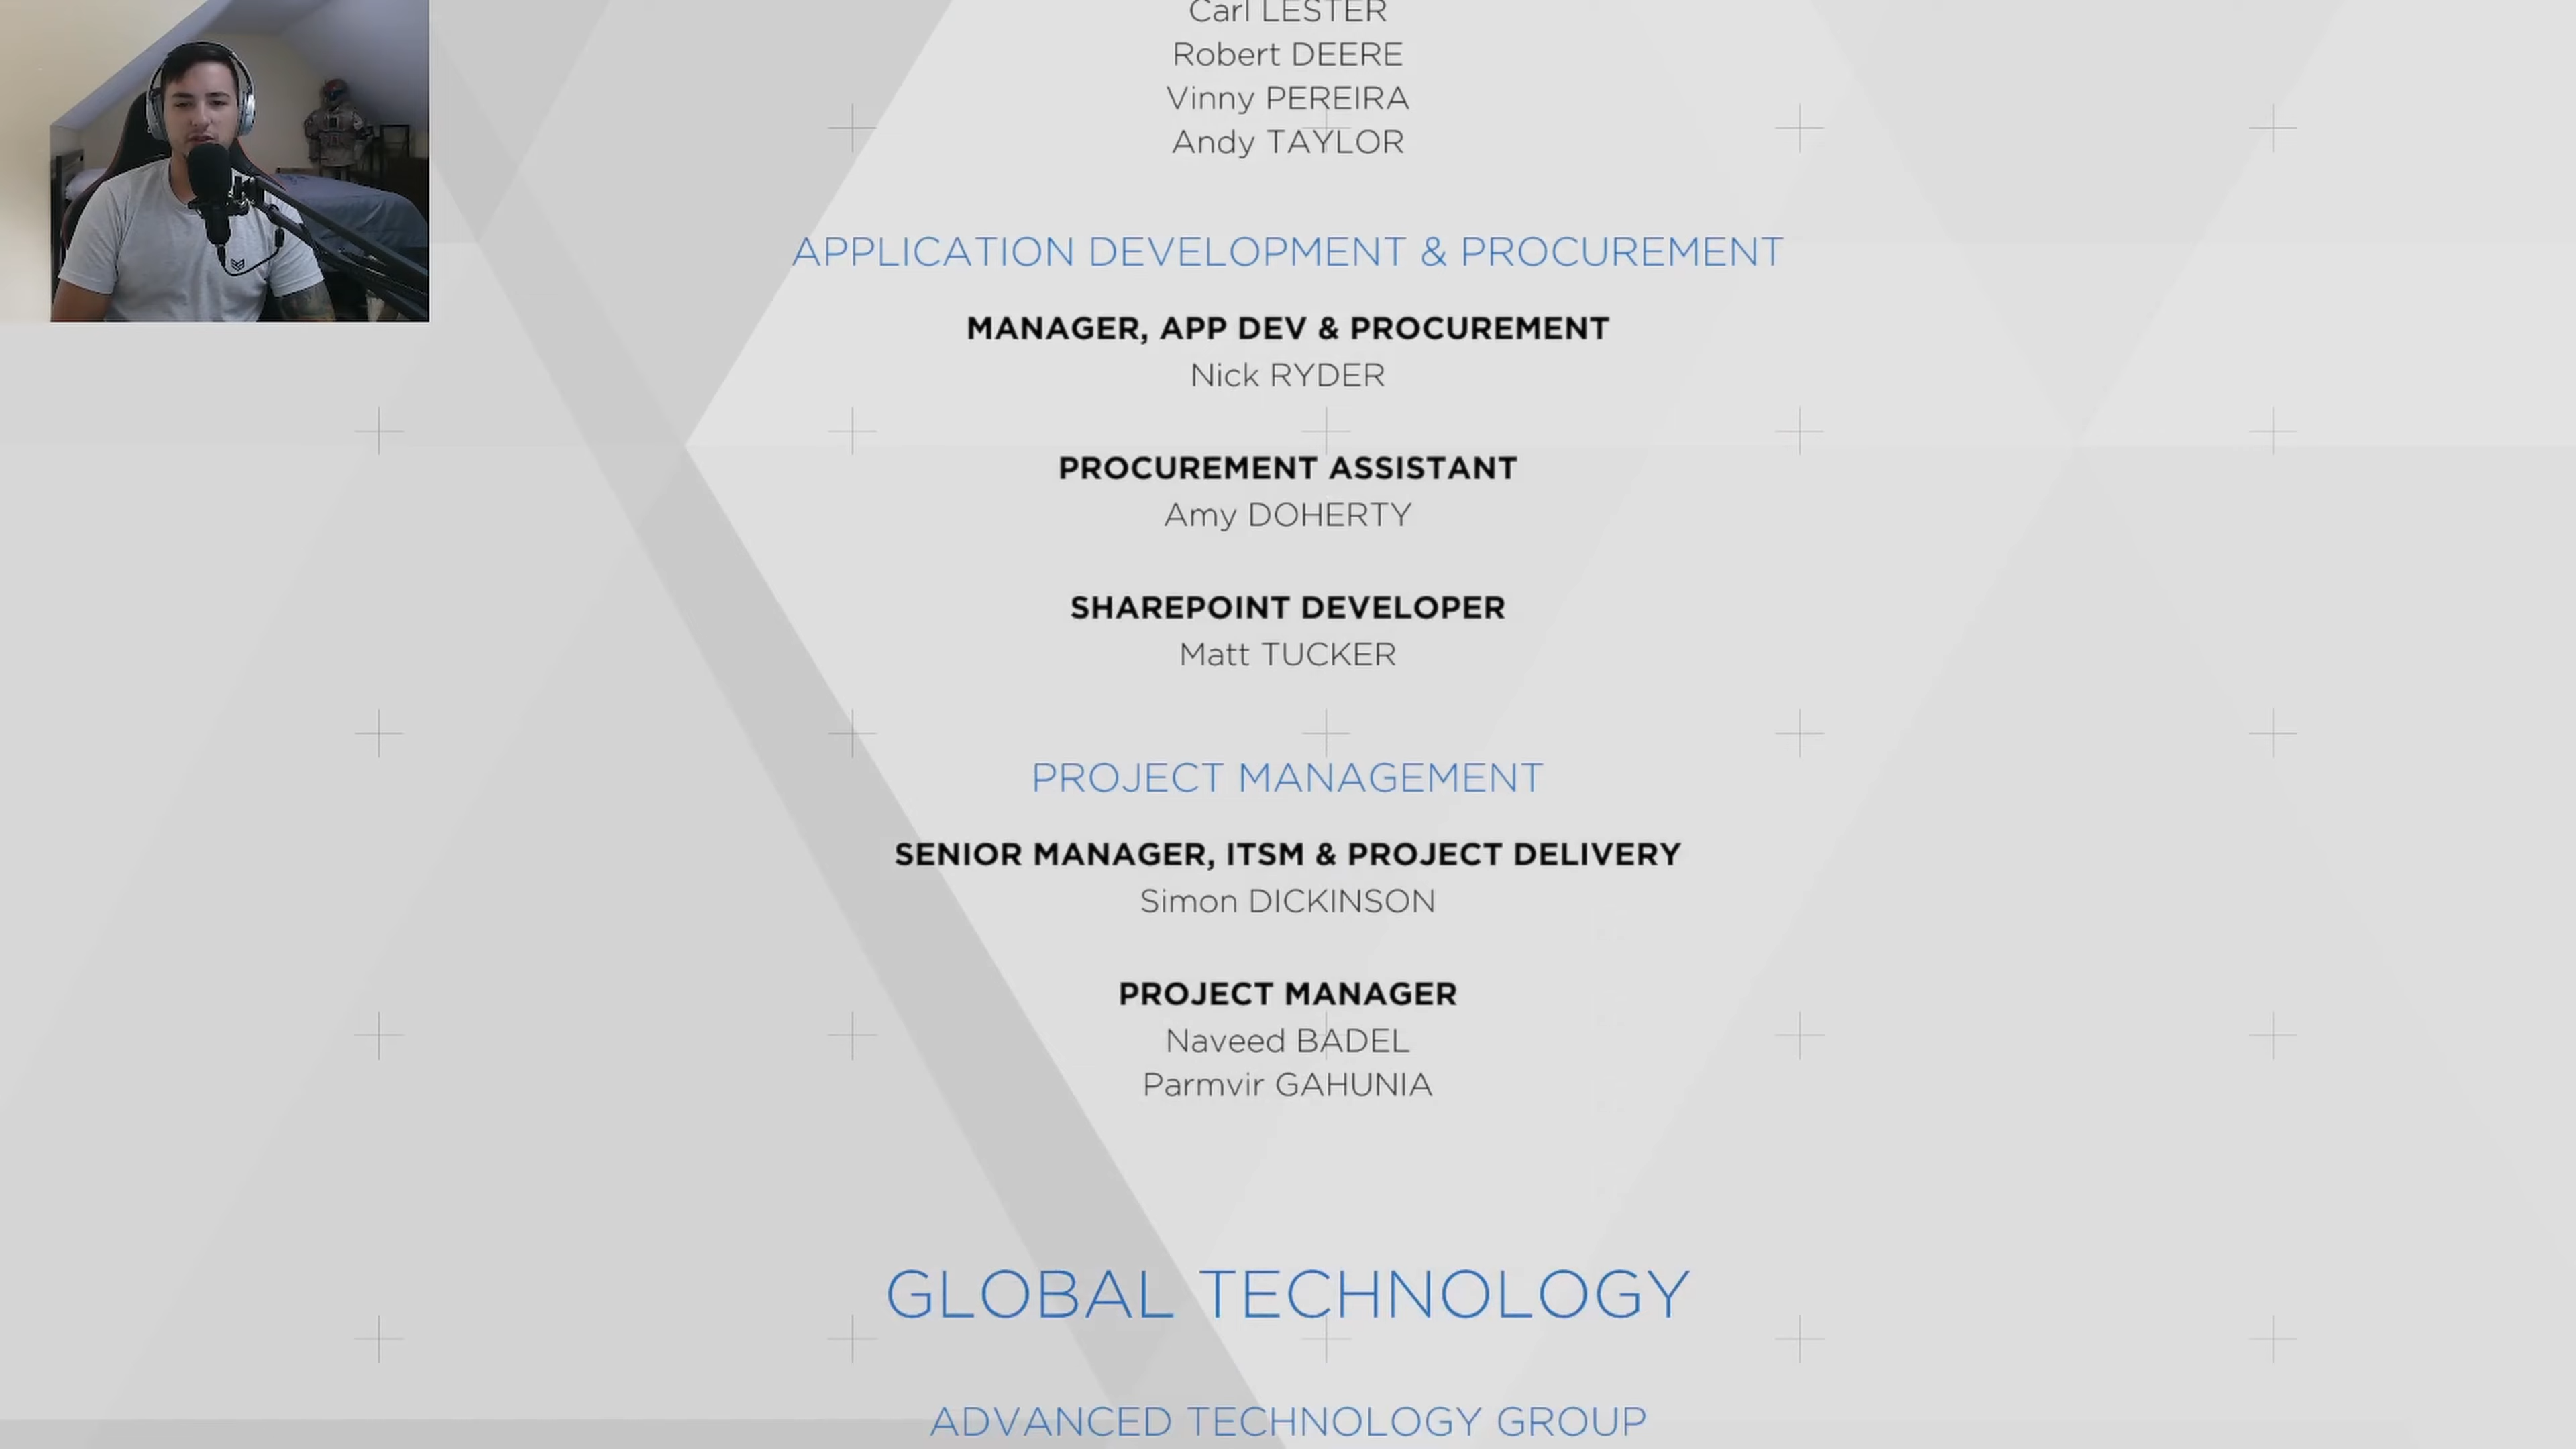 Carl LESTER
Robert DEERE
Vinny PEREIRA
Andy TAYLOR
APPLICATION DEVELOPMENT & PROCUREMENT
MANAGER, APP DEV & PROCUREMENT
Nick RYDER
PROCUREMENT ASSISTANT
Amy DOHERTY
SHAREPOINT DEVELOPER
Matt TUCKER
PROJECT MANAGEMENT
SENIOR MANAGER, ITSM & PROJECT DELIVERY
Simon DICKINSON
PROJECT MANAGER
Naveed BADEL
Parmvir GAHUNIA
GLOBAL TECHNOLOGY
ADVANCED TECHNOLOGY GROUP